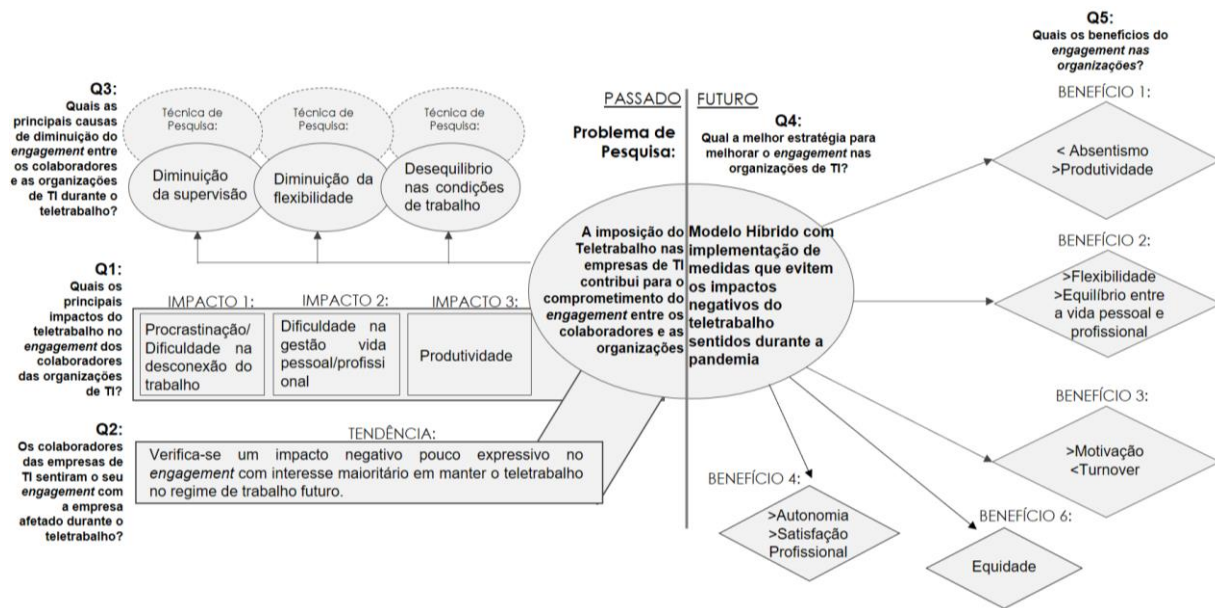 Q3:
Quais as
principais causas
de diminuição do
engagement entre
os colaboradores
e as organizações
de TI durante o
teletrabalho?
Técnica de
Pesquisa:
Diminuição
da supervisão
Técnica de
Pesquisa:
Diminuição da
flexibilidade
Técnica de
Pesquisa:
Desequilibrio
nas condições
de trabalho
Q1:
Quais os
principais
impactos do
teletrabalho no
engagement dos
colaboradores
das organizações
de TI?
IMPACTO 1:
Procrastinação/
Dificuldade na
desconexão do
trabalho
IMPACTO 2:
Dificuldade na
gestão vida
pessoal/profissi
onal
IMPACTO 3:
Produtividade
Q2:
Os colaboradores
das empresas de
TI sentiram o seu
engagement com
a empresa
afetado durante o
teletrabalho?
TENDÊNCIA:
Verifica-se um impacto negativo pouco expressivo no
engagement com interesse maioritário em manter o teletrabalho
no regime de trabalho futuro.
PASSADO
Problema de
Pesquisa:
A imposição do
Teletrabalho nas
empresas de TI
contribui para o
comprometimento do
engagement entre os
colaboradores e as
organizações
FUTURO
Q4:
Qual a melhor estratégia para
melhorar o engagement nas
organizações de TI?
Modelo Híbrido com
implementação de
medidas que evitem
os impactos
negativos do
teletrabalho
sentidos durante a
pandemia
Q5:
Quais os benefícios do
engagement nas
organizações?
BENEFÍCIO 1:
< Absentismo
>Produtividade
BENEFÍCIO 2:
>Flexibilidade
>Equilíbrio entre
a vida pessoal e
profissional
BENEFÍCIO 3:
>Motivação
<Turnover
BENEFÍCIO 4:
>Autonomia
>Satisfação
Profissional
BENEFÍCIO 6:
Equidade